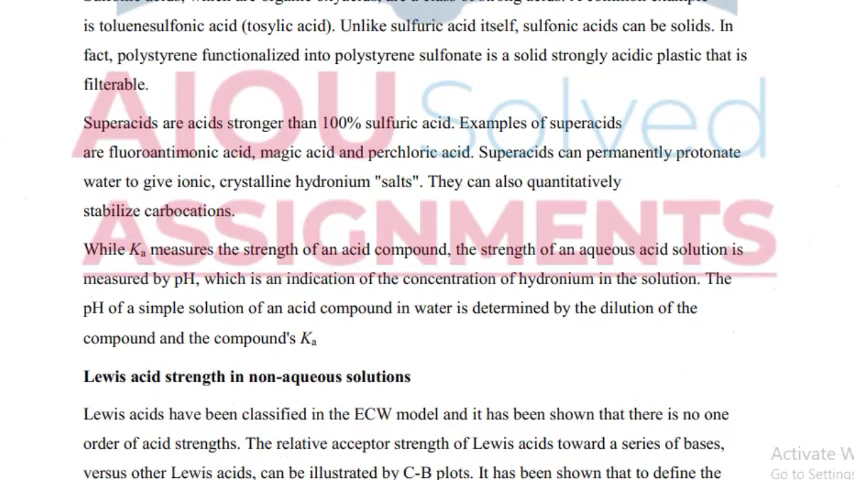 is toluenesulfonic acid (tosylic acid). Unlike sulfuric acid itself, sulfonic acids can be solids. In
fact, polystyrene functionalized into polystyrene sulfonate is a solid strongly acidic plastic that is
filterable.
AIOU Solved
Superacids are acids stronger than 100% sulfuric acid. Examples of superacids
are fluoroantimonic acid, magic acid and perchloric acid. Superacids can permanently protonate
water to give ionic, crystalline hydronium "salts". They can also quantitatively
stabilize carbocations.
ASSIGNMENTS
While Ka measures the strength of an acid compound, the strength of an aqueous acid solution is
measured by pH, which is an indication of the concentration of hydronium in the solution. The
pH of a simple solution of an acid compound in water is determined by the dilution of the
compound and the compound's Ka
Lewis acid strength in non-aqueous solutions
Lewis acids have been classified in the ECW model and it has been shown that there is no one
order of acid strengths. The relative acceptor strength of Lewis acids toward a series of bases,
versus other Lewis acids, can be illustrated by C-B plots. It has been shown that to define the
Activate W
Go to Settings